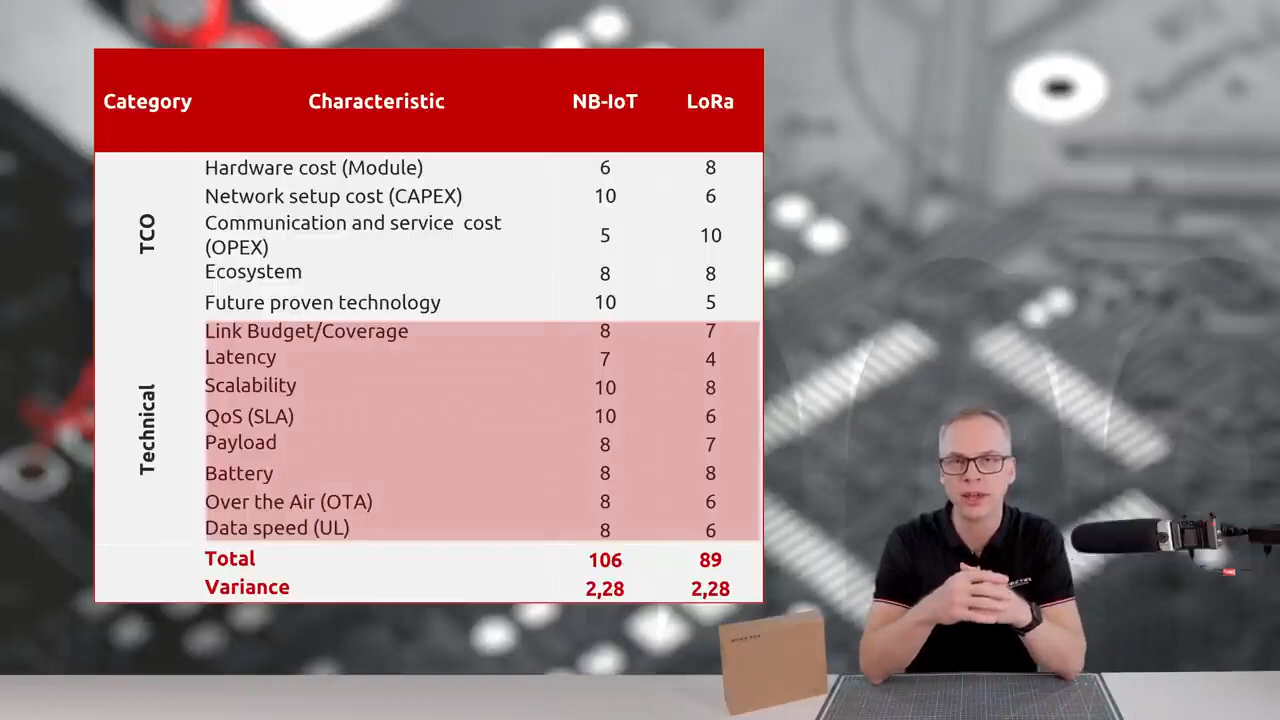 Category Characteristic NB-IoT LoRa
TCO
Hardware cost (Module) 6 8
Network setup cost (CAPEX) 10 6
Communication and service cost
(OPEX) 5 10
Ecosystem 8 8
Future proven technology 10 5
Technical
Link Budget/Coverage 8 7
Latency 7 4
Scalability 10 8
QoS (SLA) 10 6
Payload 8 7
Battery 8 8
Over the Air (OTA) 8 6
Data speed (UL) 8 6
Total 106 89
Variance 2,28 2,28